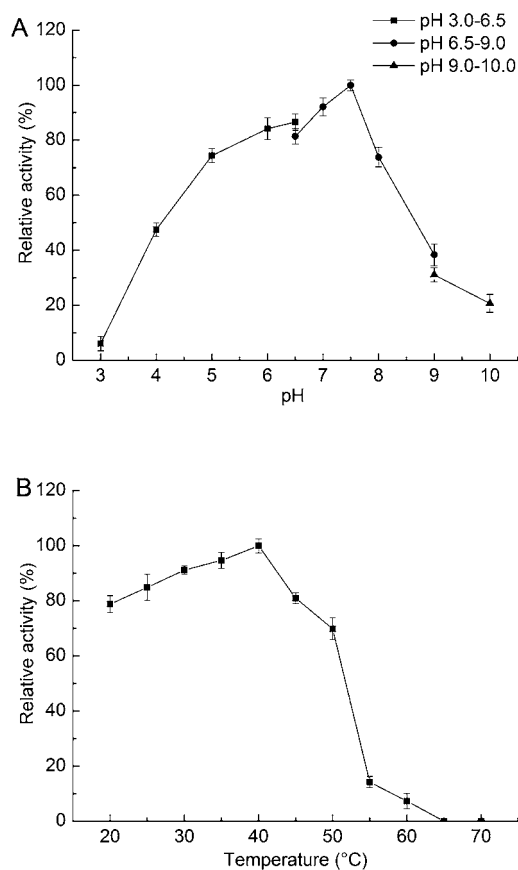 A
pH 3.0-6.5
pH 6.5-9.0
pH 9.0-10.0
120
100
80
60
40
20
0
Relative activity (%)
3 4 5 6 7 8 9 10
pH
B
120
100
80
60
40
20
0
Relative activity (%)
20 30 40 50 60 70
Temperature (°C)